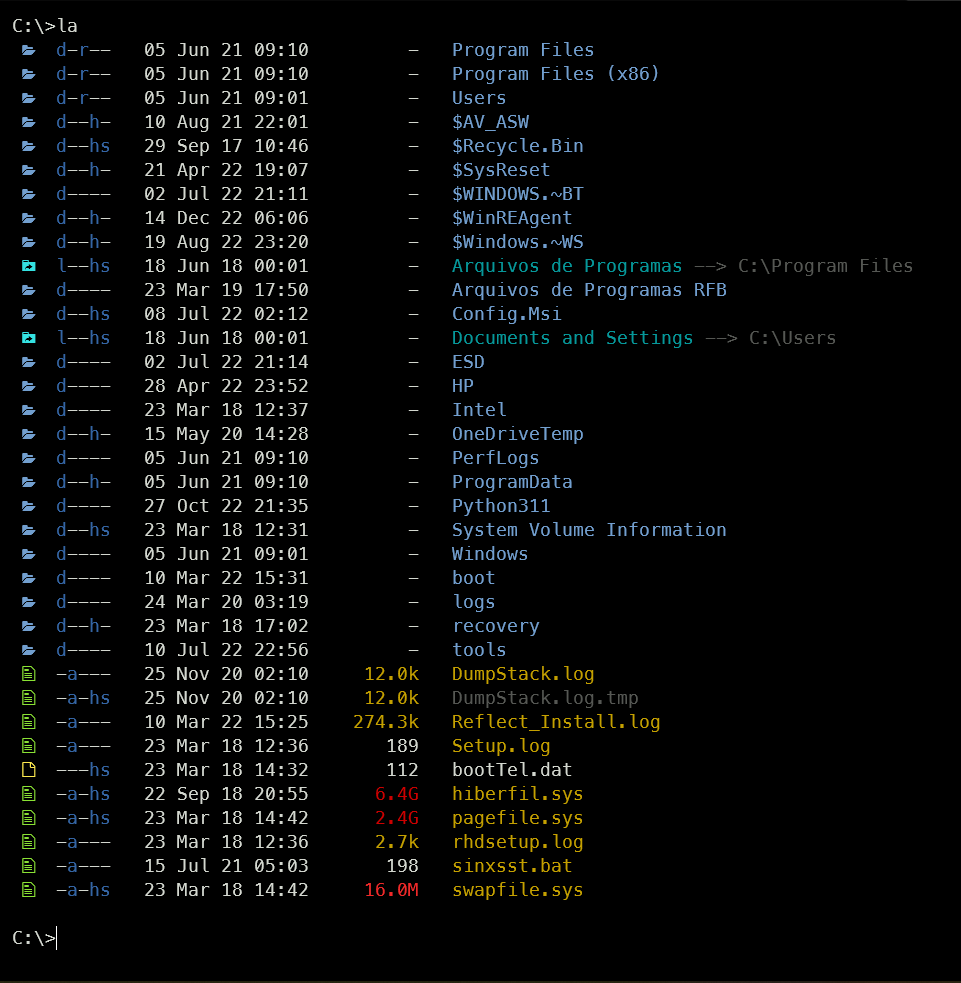 C:\>la
d-r-- 05 Jun 21 09:10 – Program Files
d-r-- 05 Jun 21 09:10 – Program Files (x86)
d-r-- 05 Jun 21 09:01 – Users
d--h- 10 Aug 21 22:01 – $AV_ASW
d--hs 29 Sep 17 10:46 – $Recycle.Bin
d--h- 21 Apr 22 19:07 – $SysReset
d---- 02 Jul 22 21:11 – $WINDOWS.~BT
d--h- 14 Dec 22 06:06 – $WinREAgent
d--h- 19 Aug 22 23:20 – $Windows.~WS
l--hs 18 Jun 18 00:01 – Arquivos de Programas --> C:\Program Files
d---- 23 Mar 19 17:50 – Arquivos de Programas RFB
d--hs 08 Jul 22 02:12 – Config.Msi
l--hs 18 Jun 18 00:01 – Documents and Settings --> C:\Users
d---- 02 Jul 22 21:14 – ESD
d---- 28 Apr 22 23:52 – HP
d---- 23 Mar 18 12:37 – Intel
d--h- 15 May 20 14:28 – OneDriveTemp
d---- 05 Jun 21 09:10 – PerfLogs
d--h- 05 Jun 21 09:10 – ProgramData
d---- 27 Oct 22 21:35 – Python311
d--hs 23 Mar 18 12:31 – System Volume Information
d---- 05 Jun 21 09:01 – Windows
d---- 10 Mar 22 15:31 – boot
d---- 24 Mar 20 03:19 – logs
d--h- 23 Mar 18 17:02 – recovery
d---- 10 Jul 22 22:56 – tools
-a--- 25 Nov 20 02:10 12.0k DumpStack.log
-a-hs 25 Nov 20 02:10 12.0k DumpStack.log.tmp
-a--- 10 Mar 22 15:25 274.3k Reflect_Install.log
-a--- 23 Mar 18 12:36 189 Setup.log
---hs 23 Mar 18 14:32 112 bootTel.dat
-a-hs 22 Sep 18 20:55 6.4G hiberfil.sys
-a-hs 23 Mar 18 14:42 2.4G pagefile.sys
-a--- 23 Mar 18 12:36 2.7k rhdsetup.log
-a--- 15 Jul 21 05:03 198 sinxsst.bat
-a-hs 23 Mar 18 14:42 16.0M swapfile.sys
C:\>